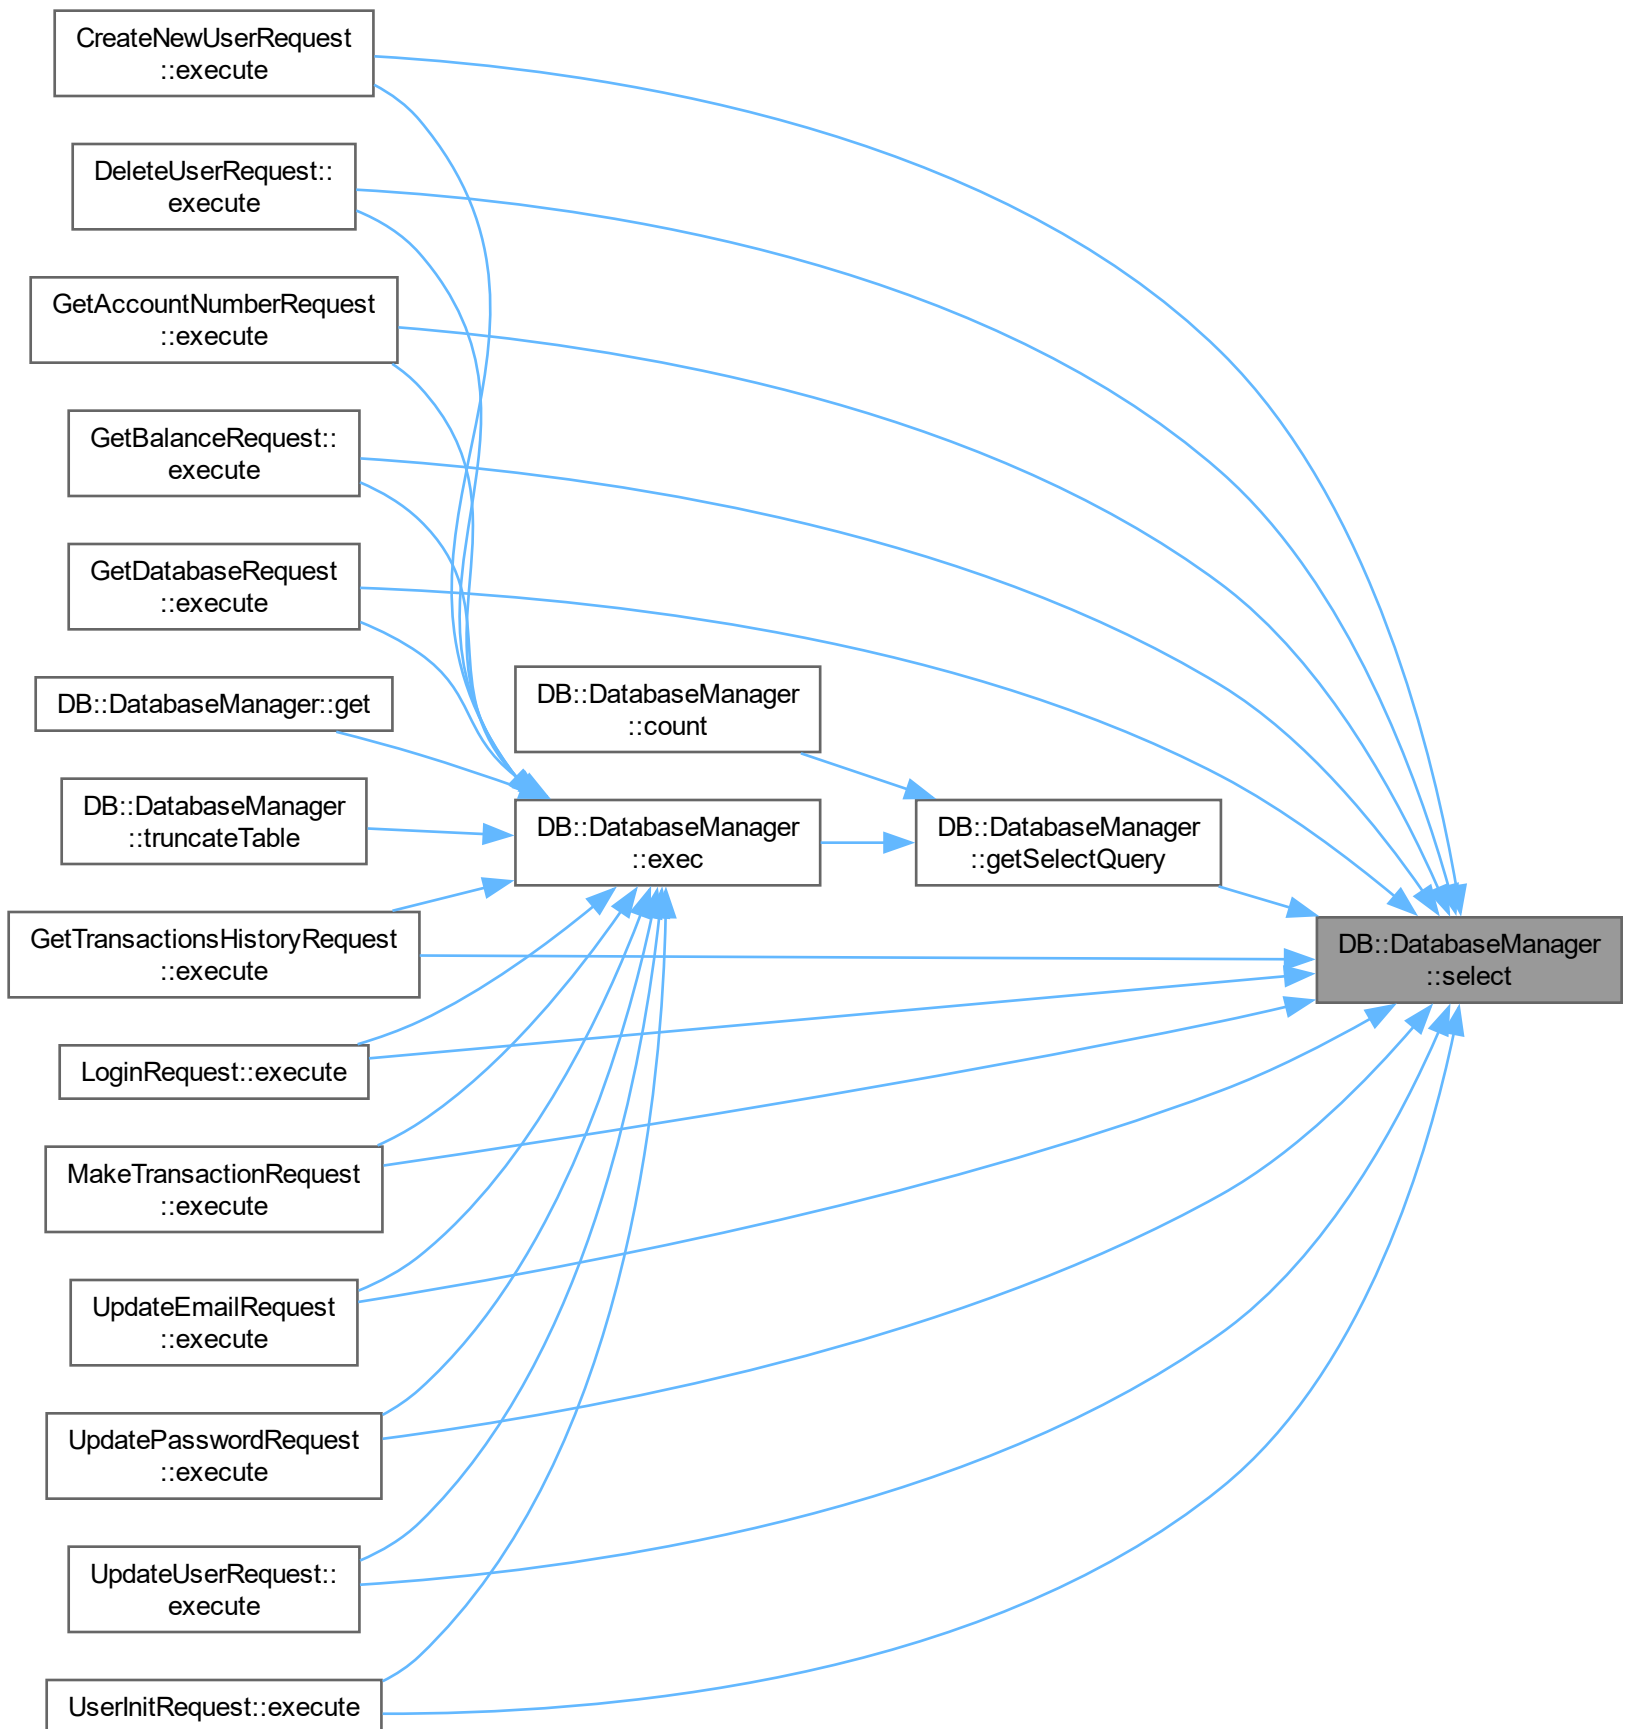 CreateNewUserRequest
::execute
DeleteUserRequest::
execute
GetAccountNumberRequest
::execute
GetBalanceRequest::
execute
GetDatabaseRequest
::execute
DB::DatabaseManager::get
DB::DatabaseManager
::truncateTable
GetTransactionsHistoryRequest
::execute
LoginRequest::execute
MakeTransactionRequest
::execute
UpdateEmailRequest
::execute
UpdatePasswordRequest
::execute
UpdateUserRequest::
execute
UserInitRequest::execute
DB::DatabaseManager
::count
DB::DatabaseManager
::exec
DB::DatabaseManager
::getSelectQuery
DB::DatabaseManager
::select